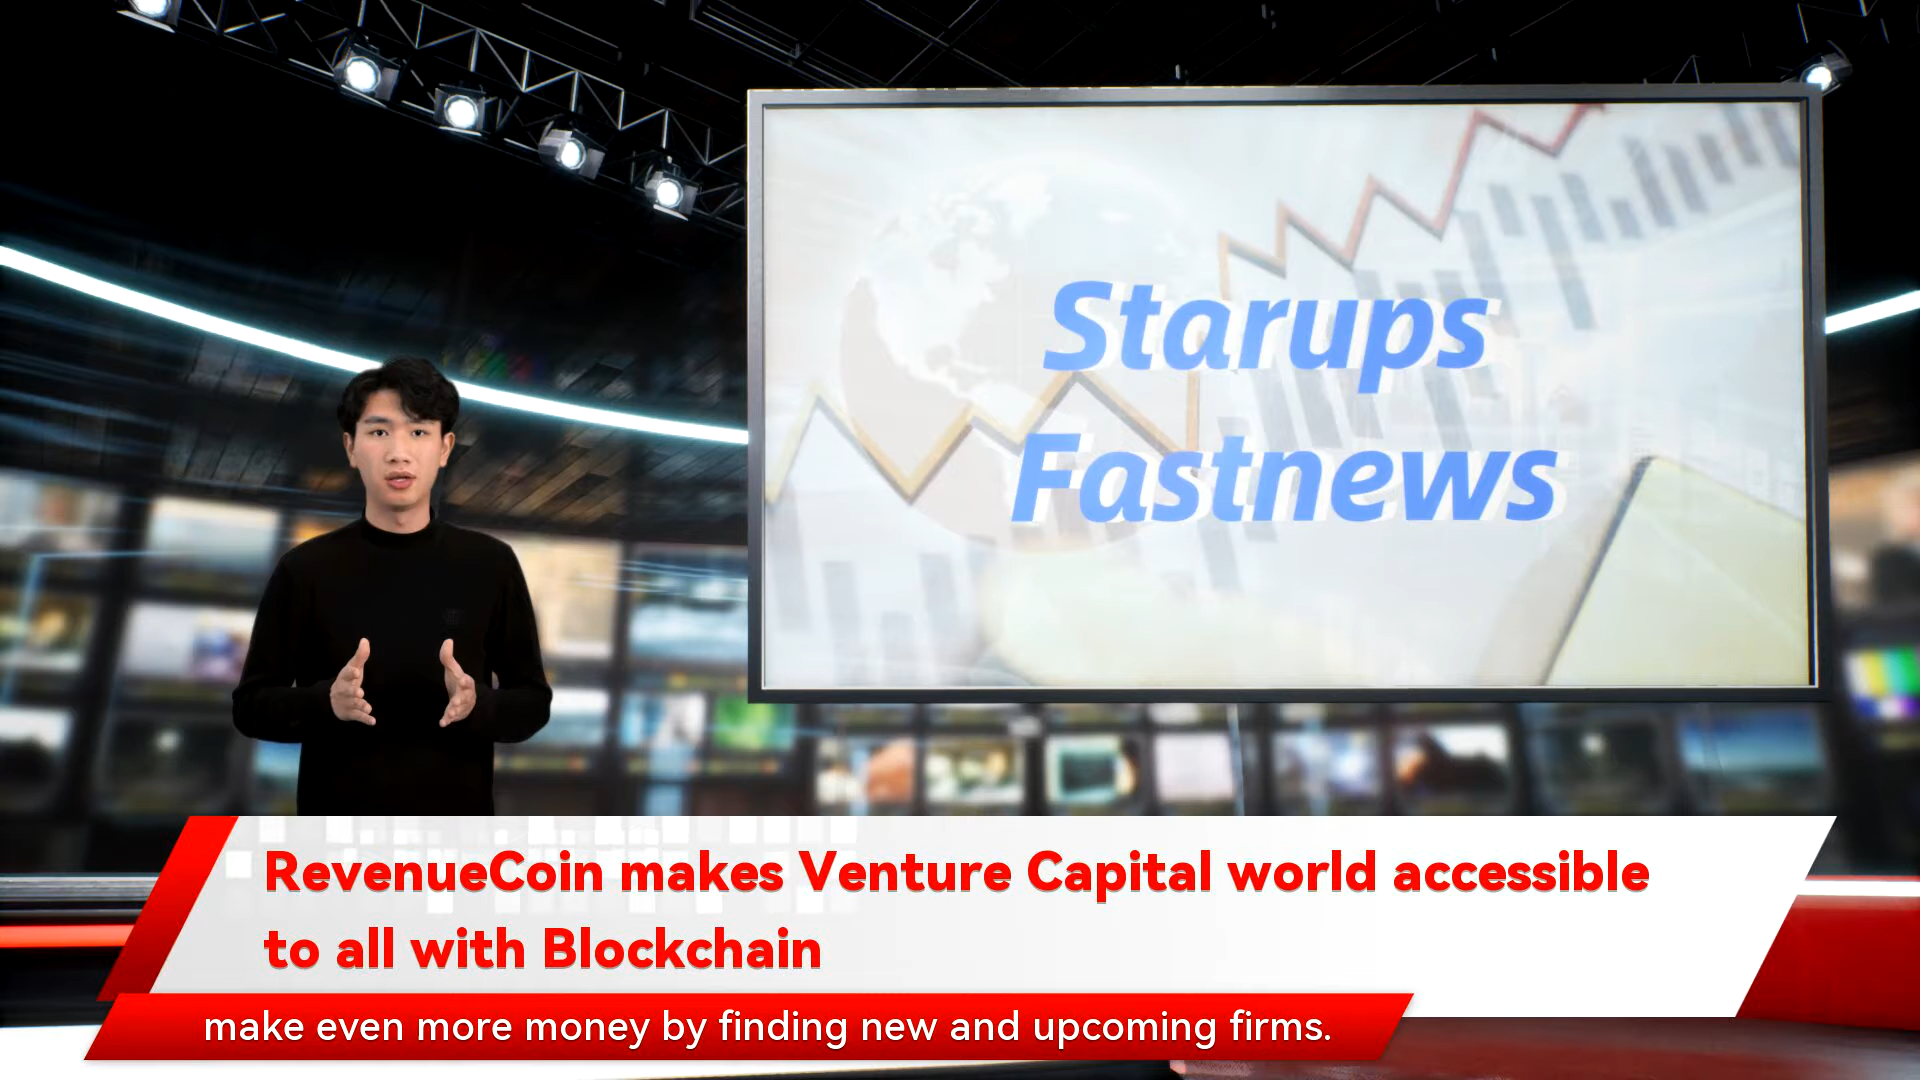 Starups
Fastnews
RevenueCoin makes Venture Capital world accessible
to all with Blockchain
make even more money by finding new and upcoming firms.